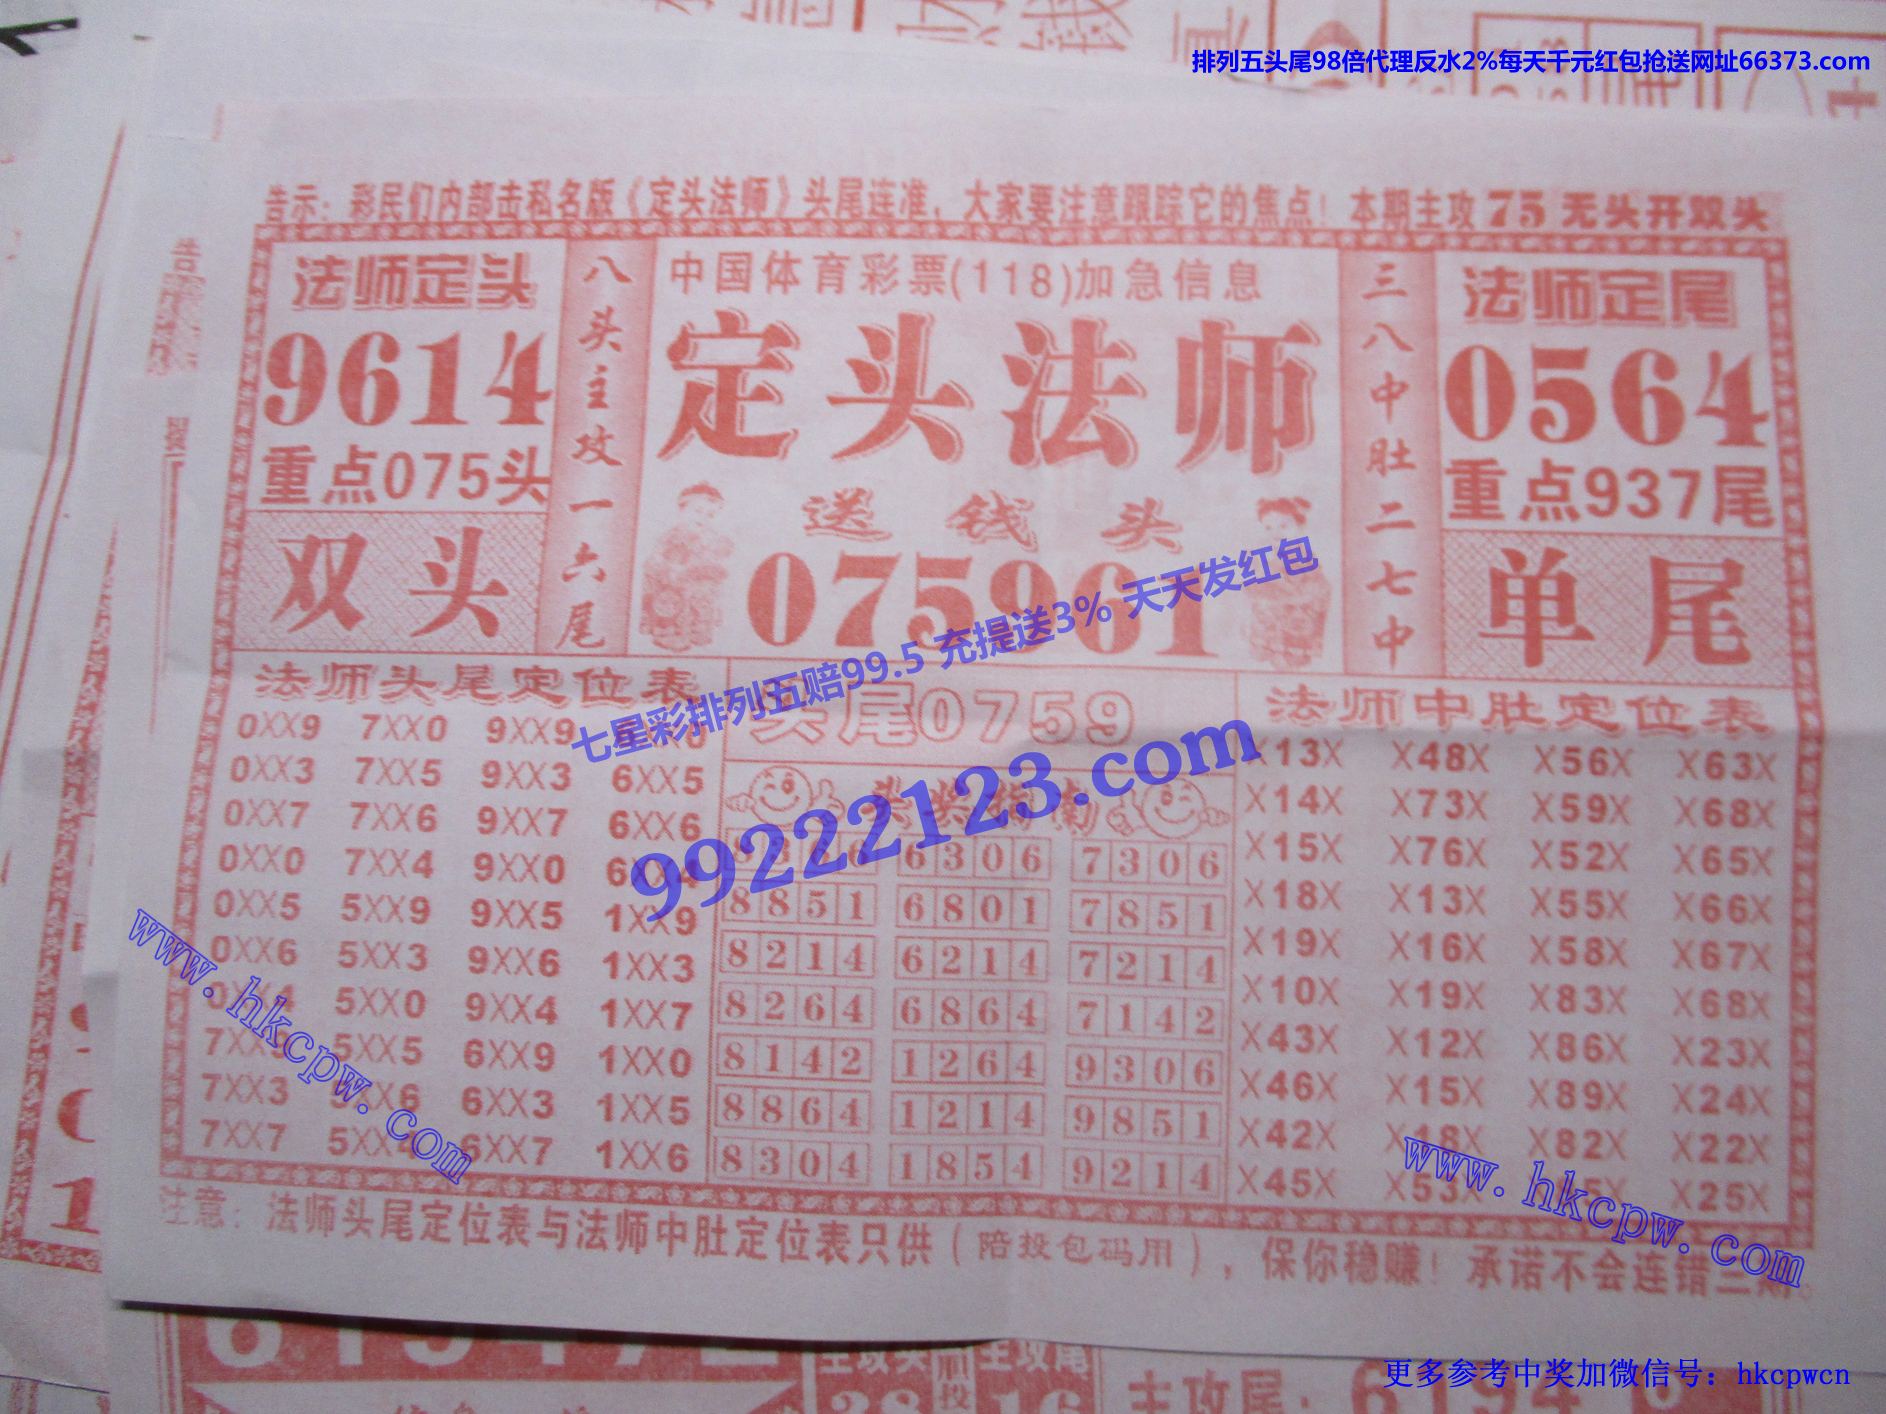 排列五头尾98倍代理反水2%每天千元红包抢送网址66373.com
告示：彩民们内部击私名版《定头法师》头尾连准，大家要注意跟踪它的焦点！本期主攻75无头开双头
法师定头
9614
重点075头
双头
八头主攻一六尾
中国体育彩票(118)加急信息
定头法师
送钱头
075961
三八中肚二七中
法师定尾
0564
重点937尾
单尾
七星彩排列五赔99.5 充提送3% 天天发红包
99222123.com
法师头尾定位表
0XX9 7XX0 9XX9
0XX3 7XX5 9XX3 6XX5
0XX7 7XX6 9XX7 6XX6
0XX0 7XX4 9XX0 6XX4
0XX5 5XX9 9XX5 1XX9
0XX6 5XX3 9XX6 1XX3
0XX4 5XX0 9XX4 1XX7
5XX5 6XX9 1XX0
7XX3 5XX6 6XX3 1XX5
7XX7 5XX4 6XX7 1XX6
头尾0759
6306 7306
8851 6801 7851
8214 6214 7214
8264 6864 7142
8142 1264 9306
8864 1214 9851
8304 1854 9214
法师中肚定位表
X13X X48X X56X X63X
X14X X73X X59X X68X
X15X X76X X52X X65X
X18X X13X X55X X66X
X19X X16X X58X X67X
X10X X19X X83X X68X
X43X X12X X86X X23X
X46X X15X X89X X24X
X42X X18X X82X X22X
X45X X53X X25X
www.hkcpw.com
www.hkcpw.com
注意：法师头尾定位表与法师中肚定位表只供（陪投包码用），保你稳赚！承诺不会连错三期。
主攻尾：6194
更多参考中奖加微信号：hkcpwcn